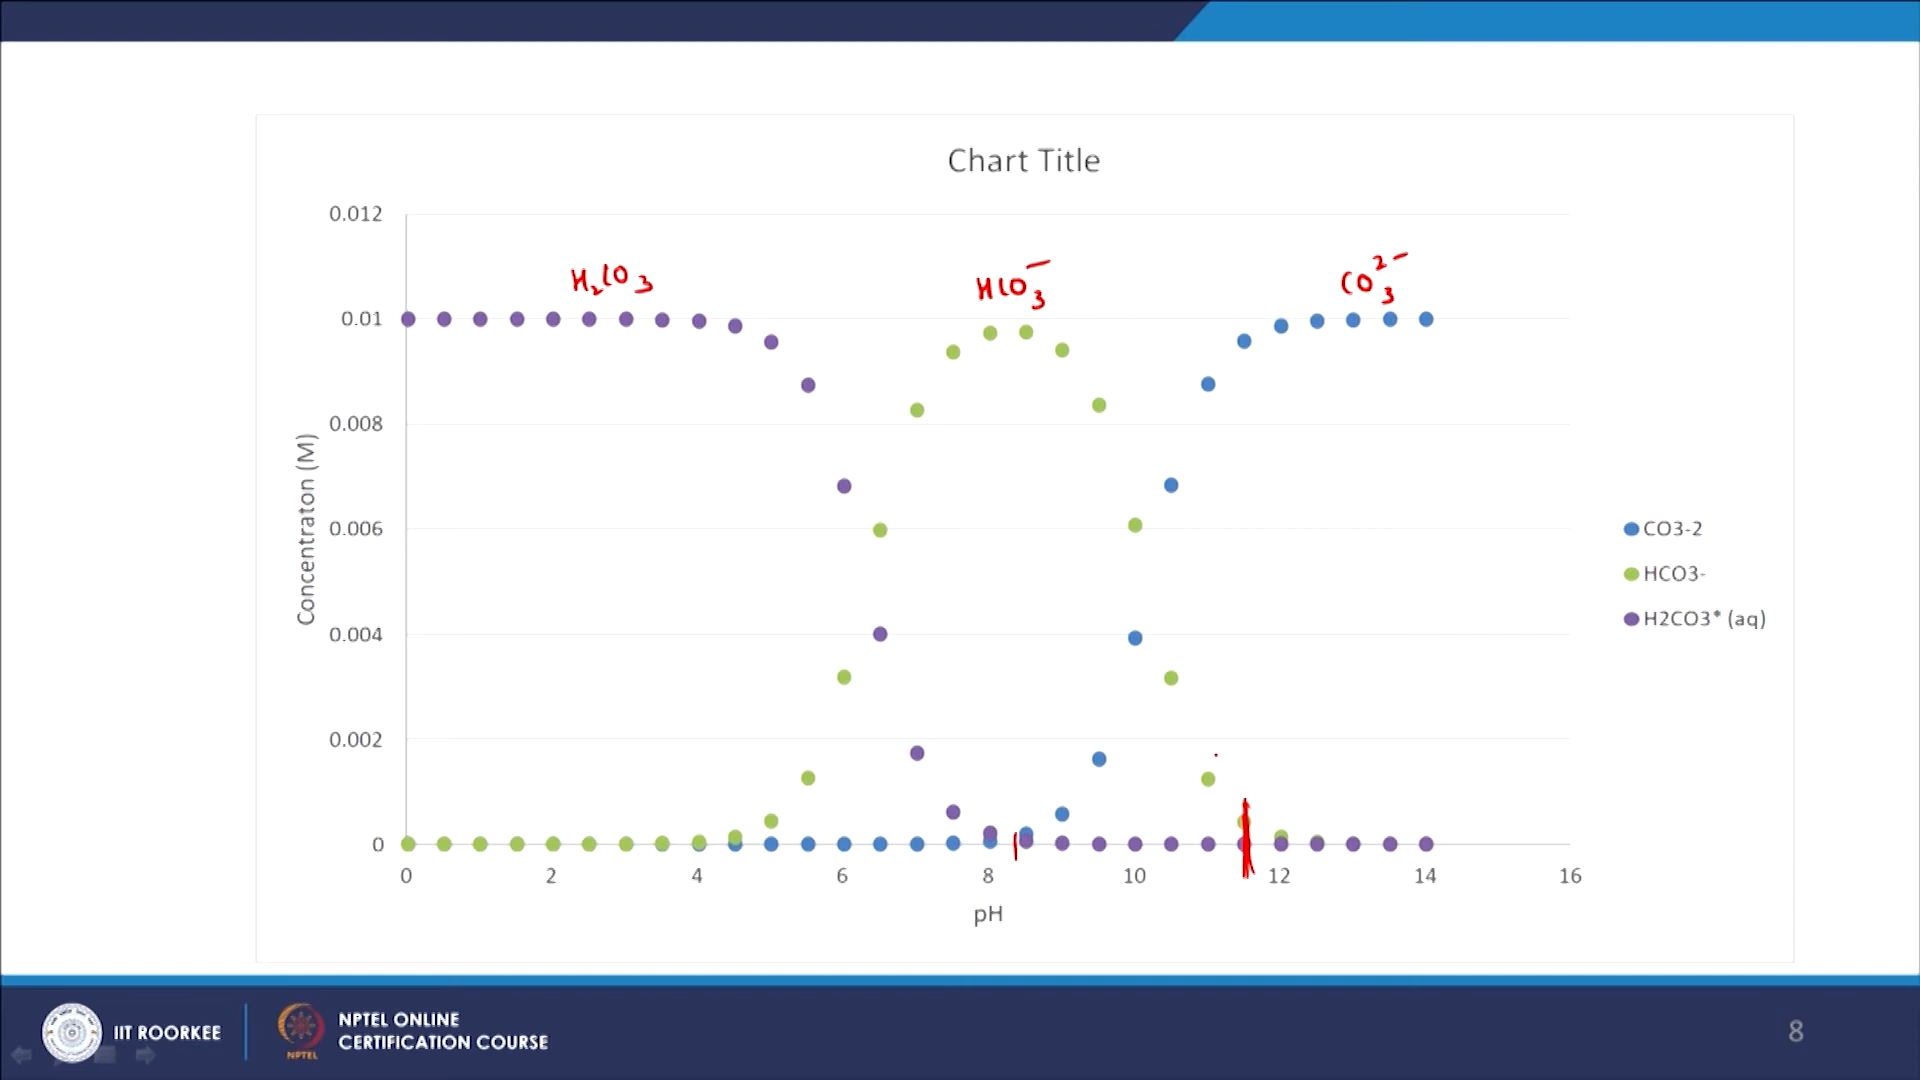 Chart Title
0.012
H₂CO₃
HCO₃⁻
CO₃²⁻
0.01
0.008
Concentraton (M)
0.006
CO3-2
HCO3-
H2CO3* (aq)
0.004
0.002
0
0 2 4 6 8 10 12 14 16
pH
IIT ROORKEE
NPTEL
NPTEL ONLINE
CERTIFICATION COURSE
8